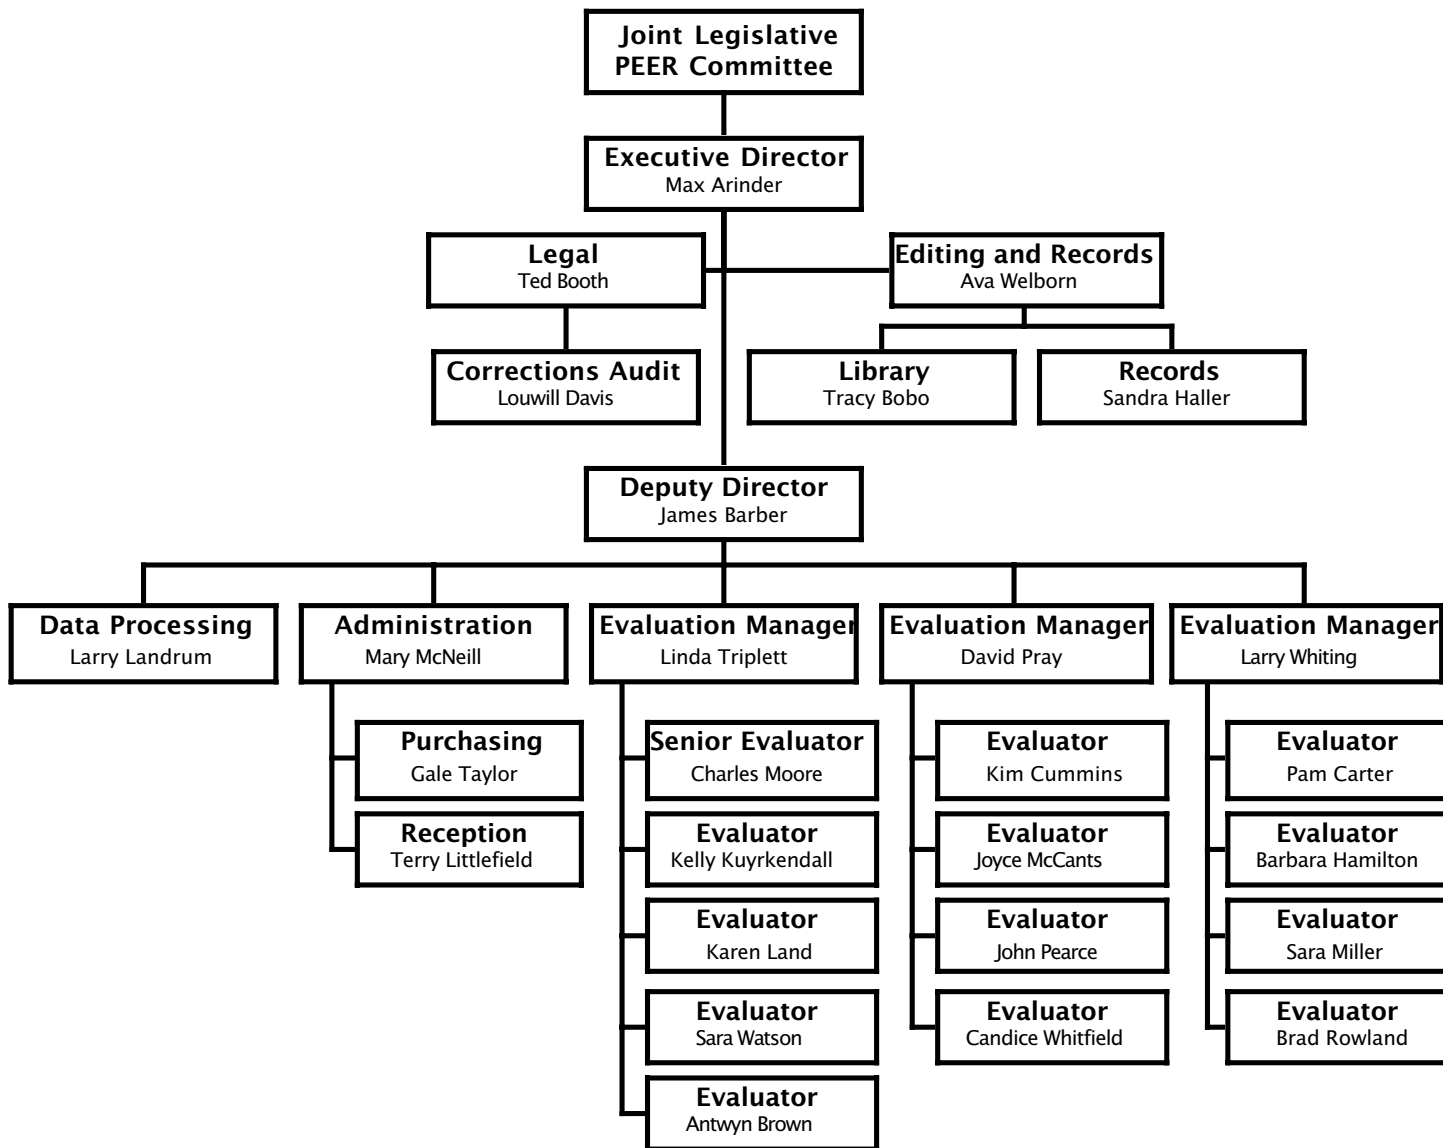 Joint Legislative
PEER Committee
Executive Director
Max Arinder
Legal
Ted Booth
Editing and Records
Ava Welborn
Corrections Audit
Louwill Davis
Library
Tracy Bobo
Records
Sandra Haller
Deputy Director
James Barber
Data Processing
Larry Landrum
Administration
Mary McNeill
Evaluation Manager
Linda Triplett
Evaluation Manager
David Pray
Evaluation Manager
Larry Whiting
Purchasing
Gale Taylor
Reception
Terry Littlefield
Senior Evaluator
Charles Moore
Evaluator
Kelly Kuyrkendall
Evaluator
Karen Land
Evaluator
Sara Watson
Evaluator
Antwyn Brown
Evaluator
Kim Cummins
Evaluator
Joyce McCants
Evaluator
John Pearce
Evaluator
Candice Whitfield
Evaluator
Pam Carter
Evaluator
Barbara Hamilton
Evaluator
Sara Miller
Evaluator
Brad Rowland